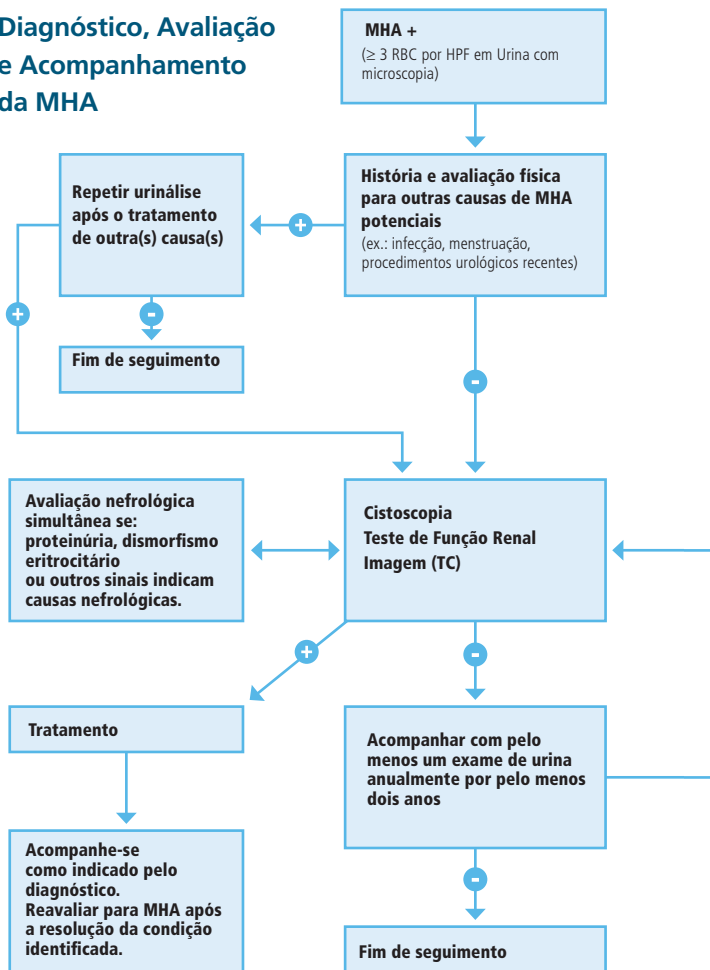 Diagnóstico, Avaliação
e Acompanhamento
da MHA
MHA +
(≥ 3 RBC por HPF em Urina com
microscopia)
História e avaliação física
para outras causas de MHA
potenciais
(ex.: infecção, menstruação,
procedimentos urológicos recentes)
+
Repetir urinálise
após o tratamento
de outra(s) causa(s)
+
-
Fim de seguimento
-
Avaliação nefrológica
simultânea se:
proteinúria, dismorfismo
eritrocitário
ou outros sinais indicam
causas nefrológicas.
Cistoscopia
Teste de Função Renal
Imagem (TC)
+
-
Tratamento
Acompanhar com pelo
menos um exame de urina
anualmente por pelo menos
dois anos
Acompanhe-se
como indicado pelo
diagnóstico.
Reavaliar para MHA após
a resolução da condição
identificada.
-
Fim de seguimento